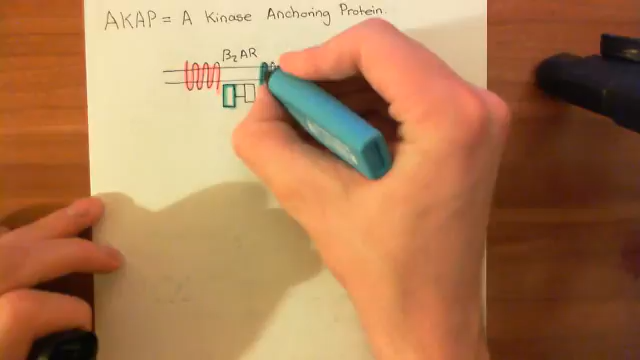 AKAP = A Kinase Anchoring Protein.
β₂AR